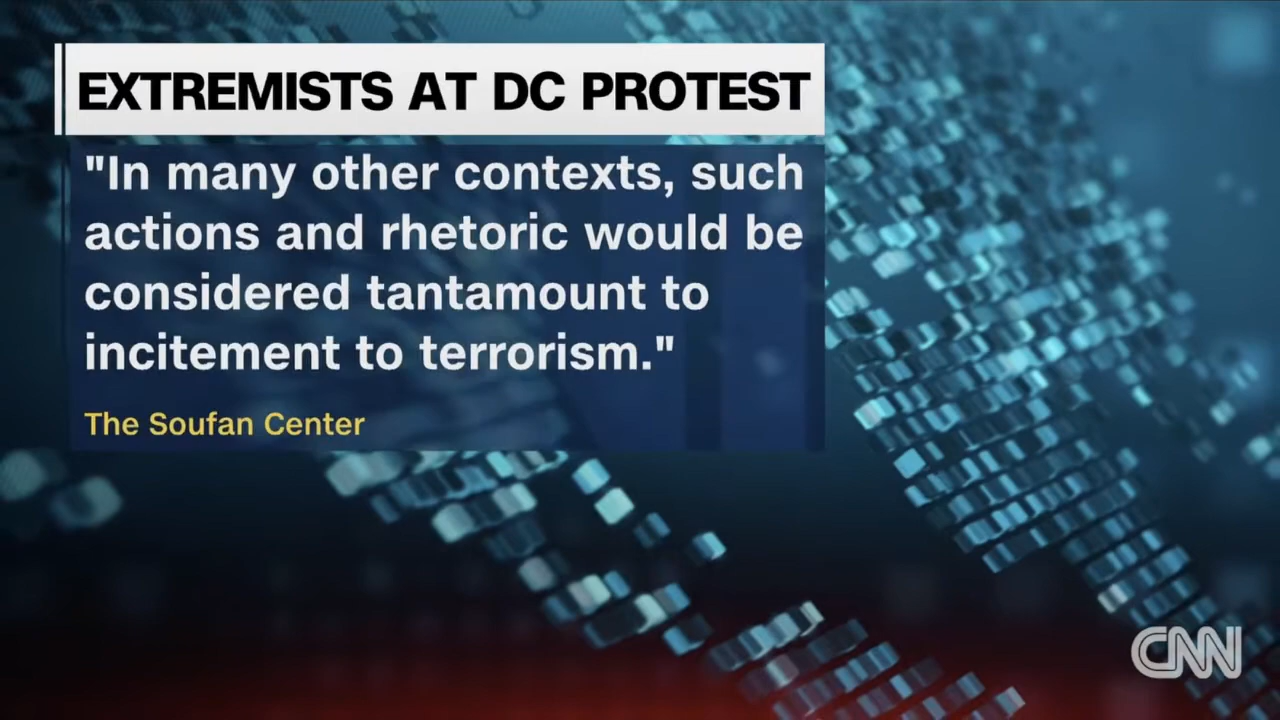 EXTREMISTS AT DC PROTEST
"In many other contexts, such
actions and rhetoric would be
considered tantamount to
incitement to terrorism."
The Soufan Center
CNN